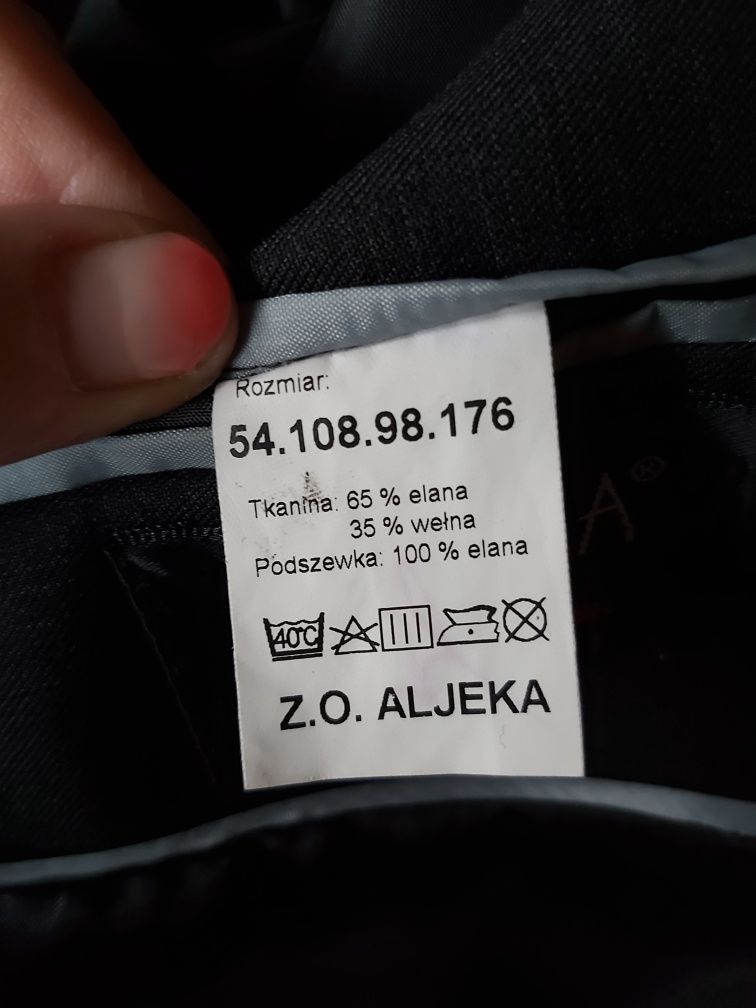 Rozmiar:
54.108.98.176
Tkanina: 65 % elana
35 % wełna
Podszewka: 100 % elana
40°C
Z.O. ALJEKA
A®